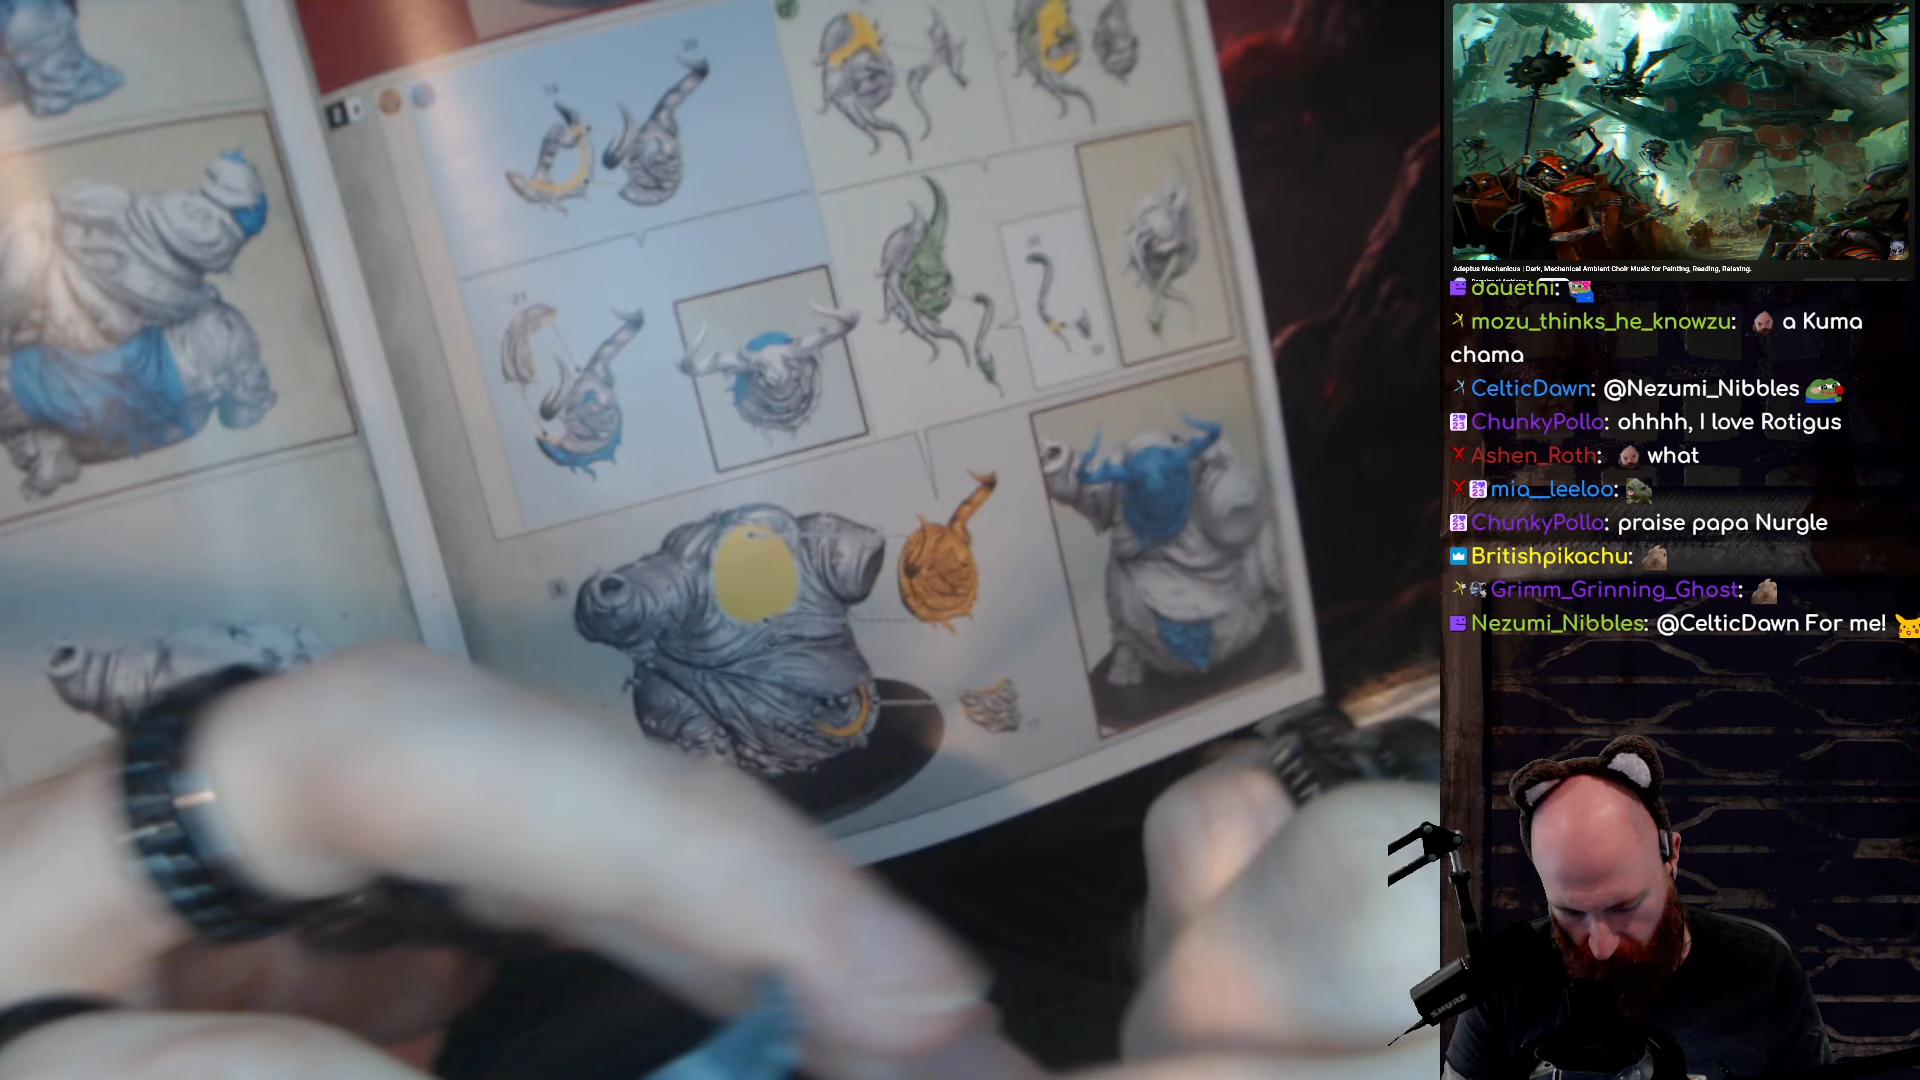 Adeptus Mechanicus | Dark, Mechanical Ambient Choir Music for Painting, Reading, Relaxing.
dauethi:
mozu_thinks_he_knowzu: a Kuma
chama
CelticDawn: @Nezumi_Nibbles
ChunkyPollo: ohhhh, I love Rotigus
Ashen_Roth: what
mia__leeloo:
ChunkyPollo: praise papa Nurgle
Britishpikachu:
Grimm_Grinning_Ghost:
Nezumi_Nibbles: @CelticDawn For me!
21
SHURE